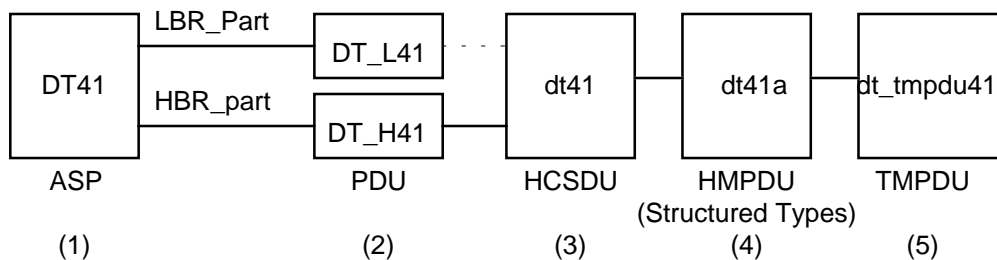 LBR_Part
DT_L41
DT41
dt41
dt41a
dt_tmpdu41
HBR_part
DT_H41
ASP
PDU
HCSDU
HMPDU
TMPDU
(Structured Types)
(1)
(2)
(3)
(4)
(5)